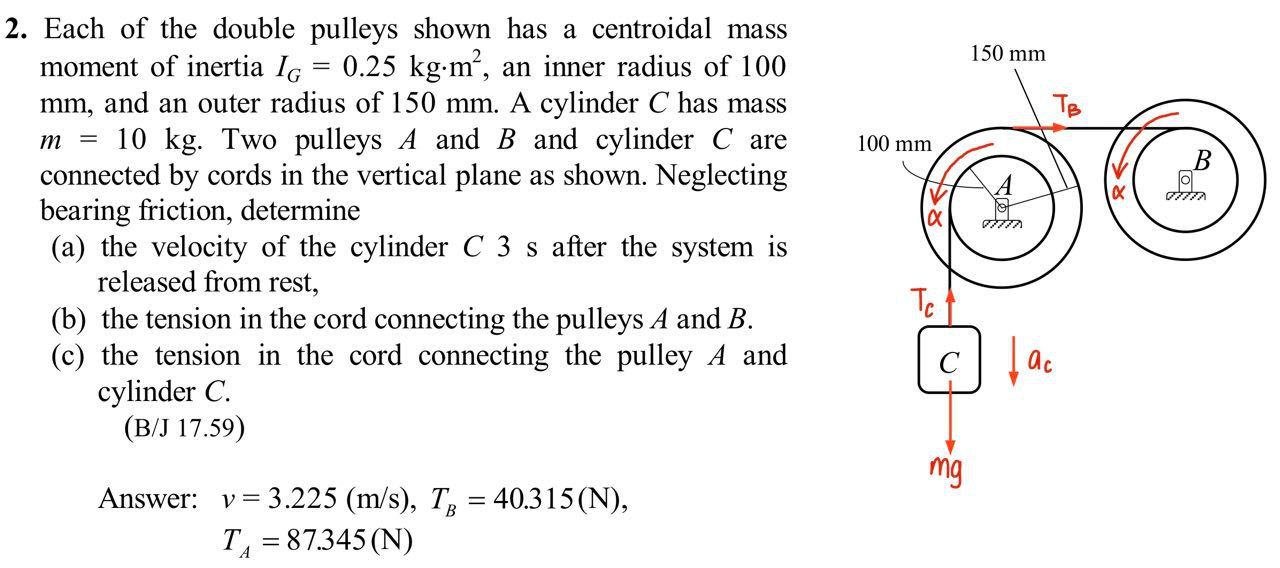 2. Each of the double pulleys shown has a centroidal mass
moment of inertia I_G = 0.25 kg·m², an inner radius of 100
mm, and an outer radius of 150 mm. A cylinder C has mass
m = 10 kg. Two pulleys A and B and cylinder C are
connected by cords in the vertical plane as shown. Neglecting
bearing friction, determine
(a) the velocity of the cylinder C 3 s after the system is
released from rest,
(b) the tension in the cord connecting the pulleys A and B.
(c) the tension in the cord connecting the pulley A and
cylinder C.
(B/J 17.59)
Answer: v = 3.225 (m/s), T_B = 40.315(N),
T_A = 87.345(N)
150 mm
T_B
100 mm
A
B
α
α
T_C
C
a_c
mg